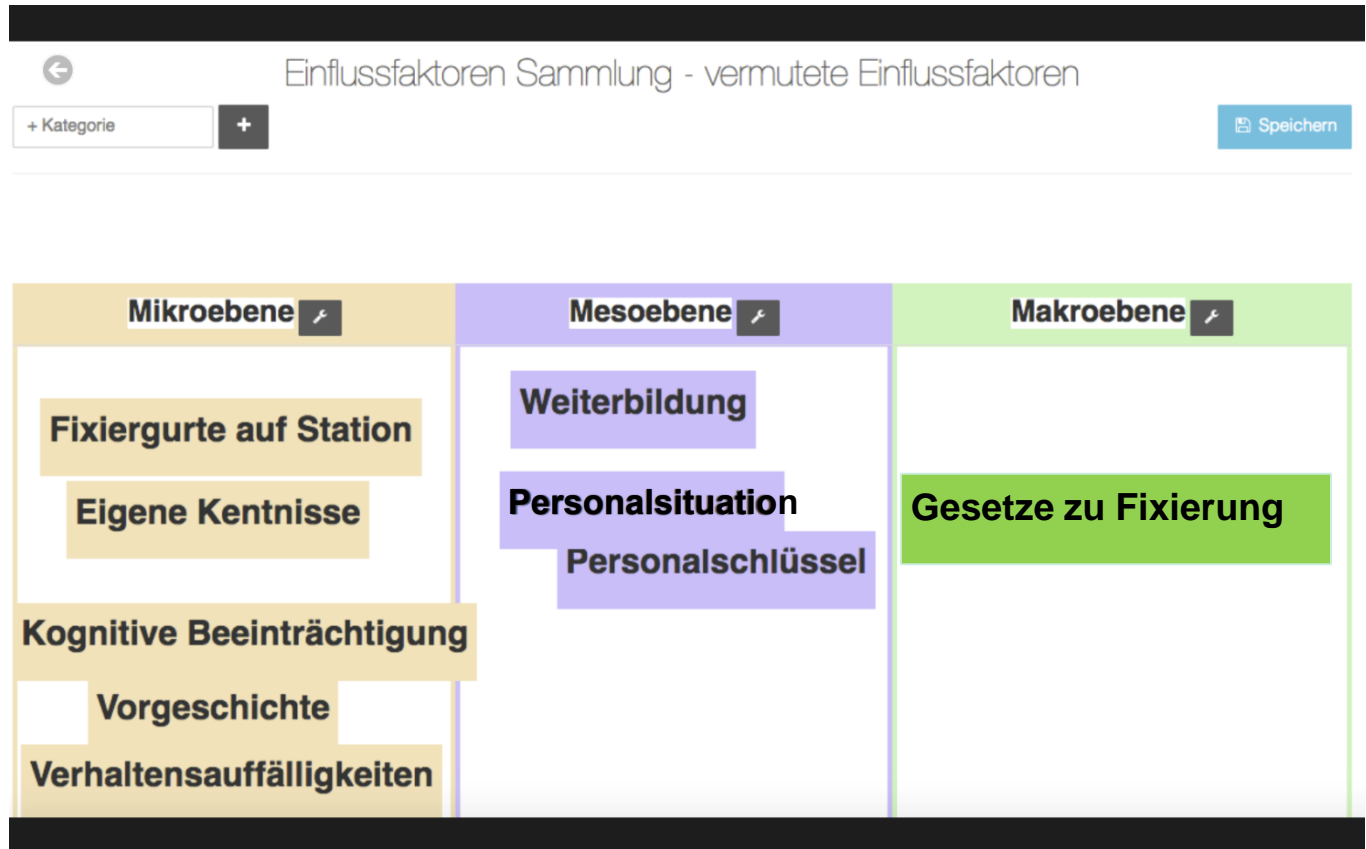 Einflussfaktoren Sammlung - vermutete Einflussfaktoren
+ Kategorie
+
Speichern
Mikroebene
Fixiergurte auf Station
Eigene Kentnisse
Kognitive Beeinträchtigung
Vorgeschichte
Verhaltensauffälligkeiten
Mesoebene
Weiterbildung
Personalsituation
Personalschlüssel
Makroebene
Gesetze zu Fixierung